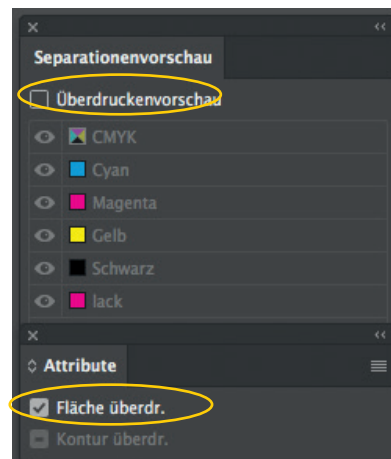 Separationenvorschau
Überdruckenvorschau
CMYK
Cyan
Magenta
Gelb
Schwarz
lack
Attribute
Fläche überdr.
Kontur überdr.